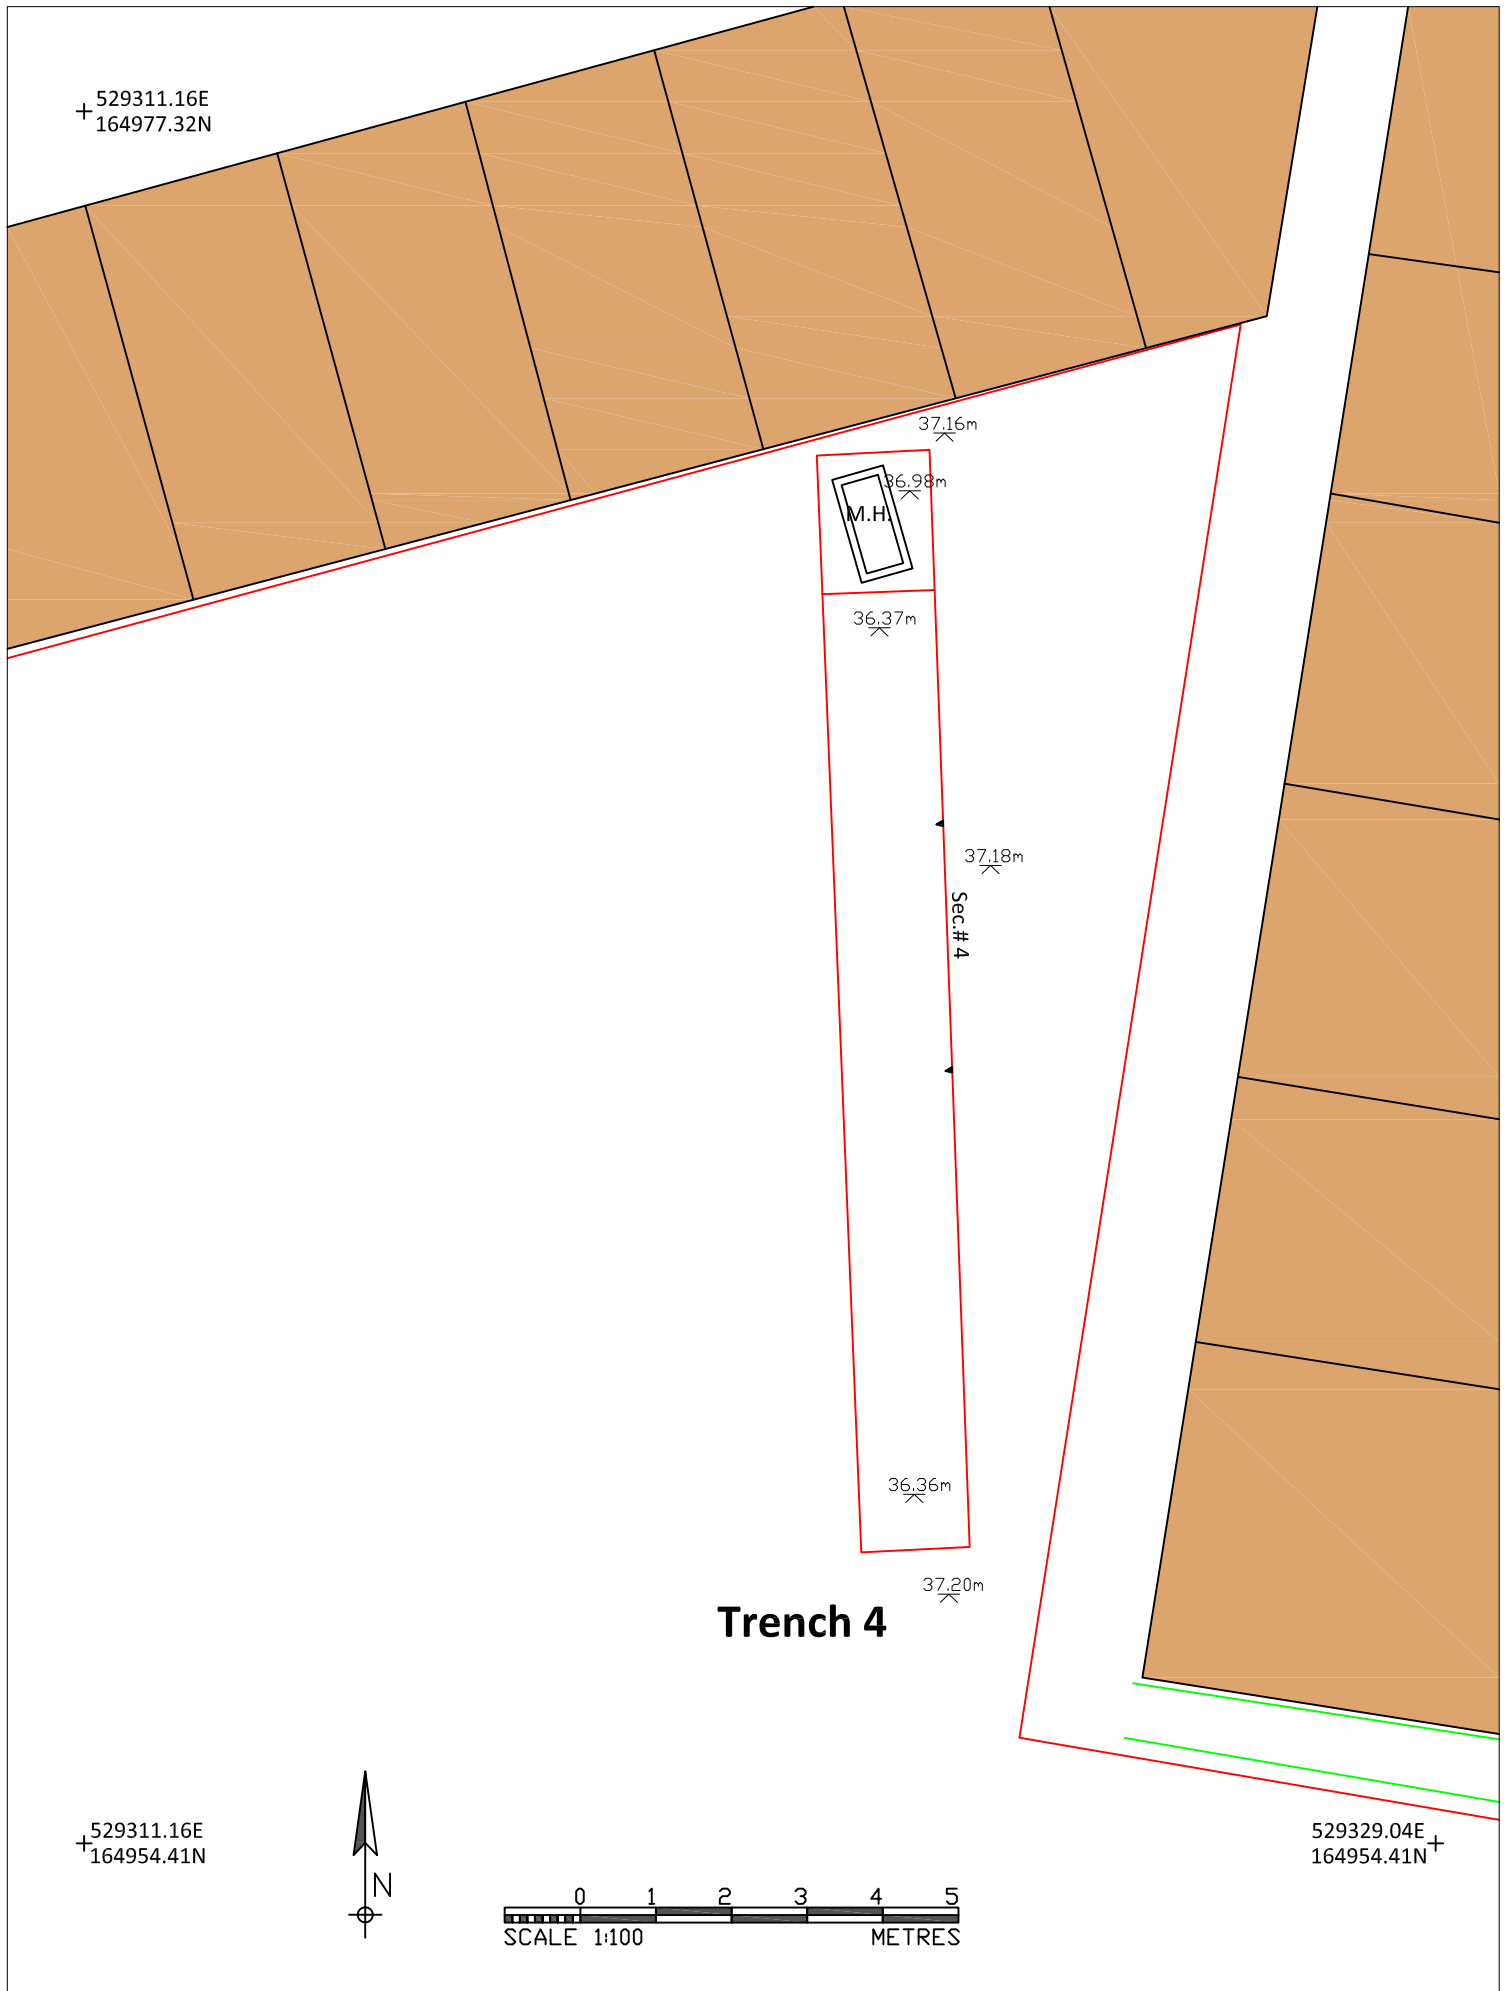 529311.16E
164977.32N
37.16m
36.98m
M.H.
36.37m
37.18m
Sec.# 4
36.36m
37.20m
Trench 4
529311.16E
164954.41N
529329.04E
164954.41N
N
0 1 2 3 4 5
SCALE 1:100 METRES